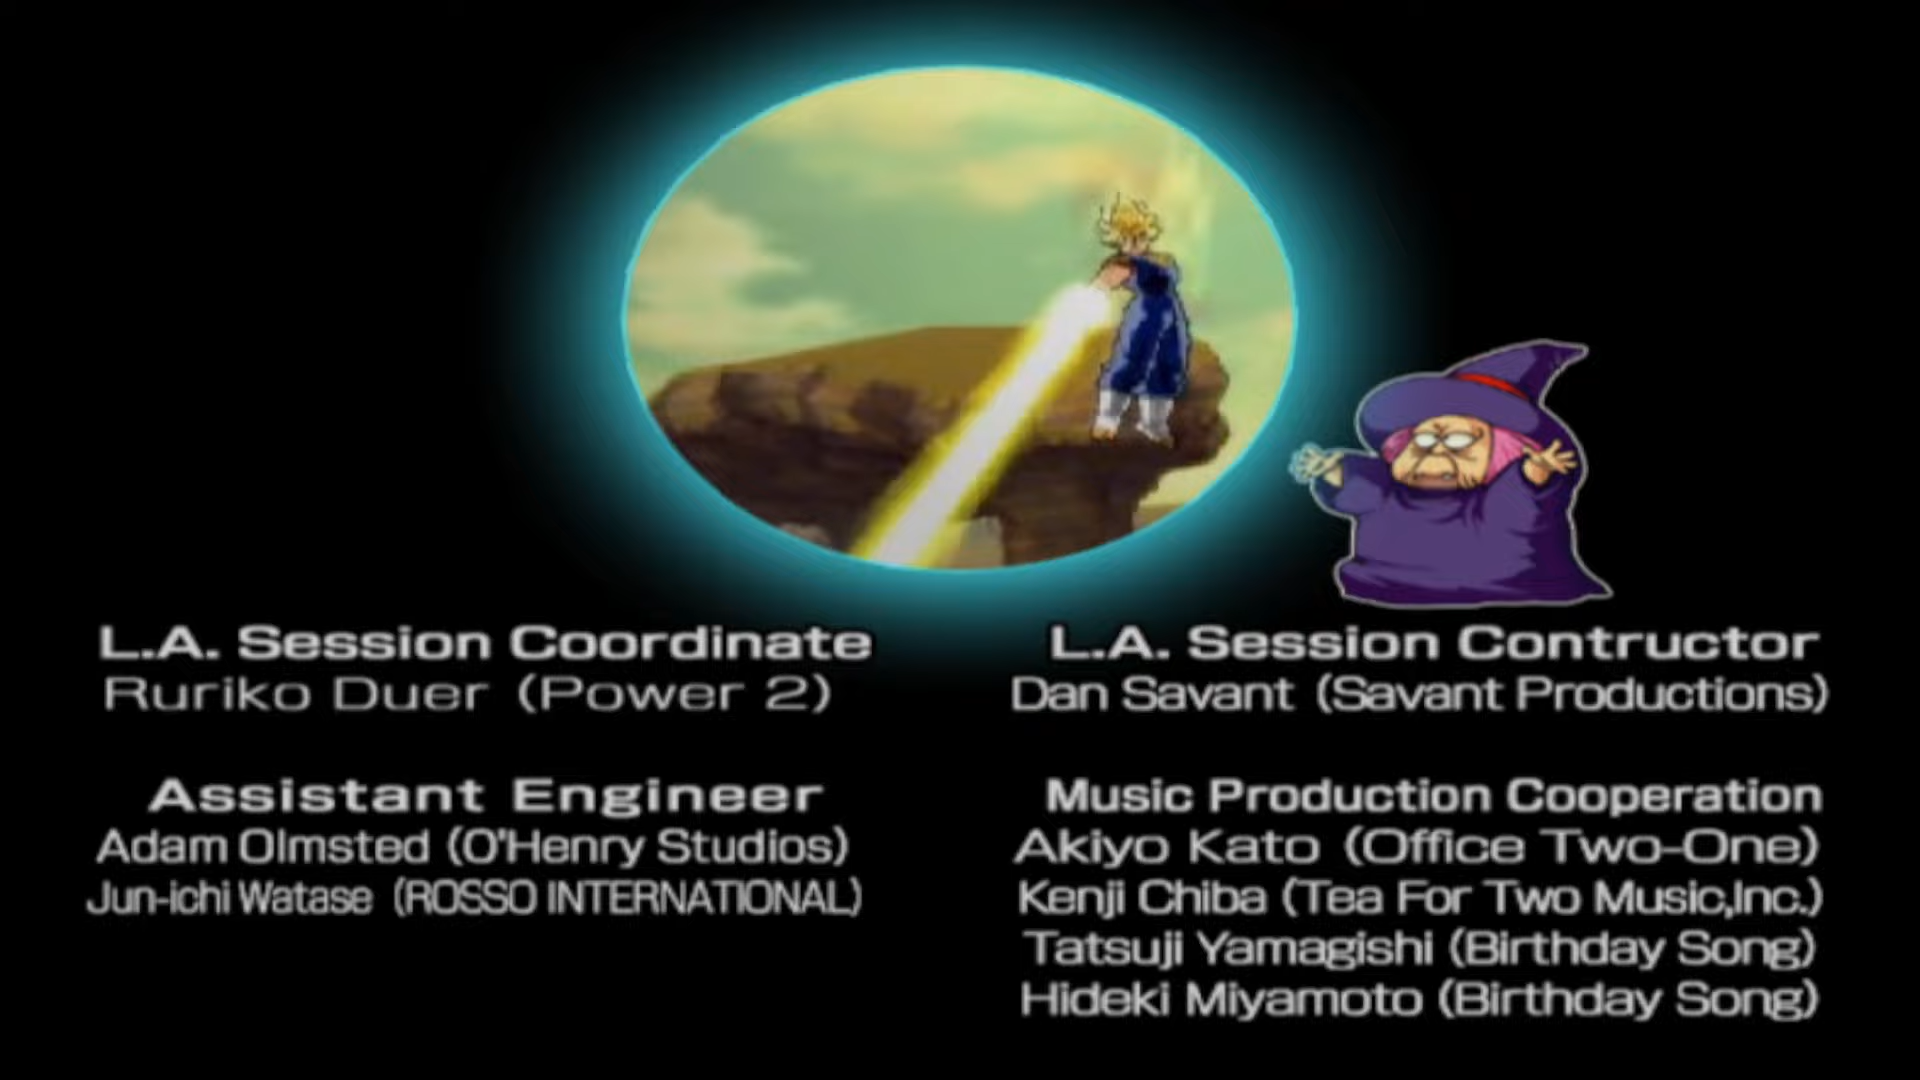 L.A. Session Coordinate
Ruriko Duer (Power 2)
Assistant Engineer
Adam Olmsted (O'Henry Studios)
Jun-ichi Watase (ROSSO INTERNATIONAL)
L.A. Session Contructor
Dan Savant (Savant Productions)
Music Production Cooperation
Akiyo Kato (Office Two-One)
Kenji Chiba (Tea For Two Music,Inc.)
Tatsuji Yamagishi (Birthday Song)
Hideki Miyamoto (Birthday Song)